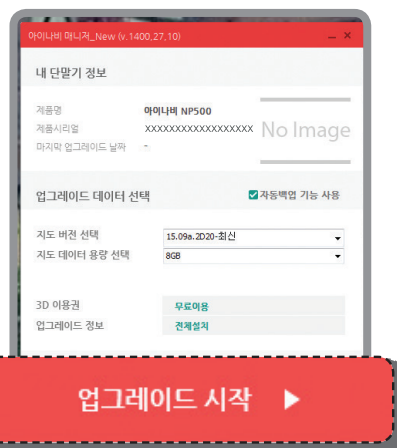 아이나비 매니저_New (v.1400,27,10)
내 단말기 정보
제품명 아이나비 NP500
제품시리얼 XXXXXXXXXXXXXXXXXX
마지막 업그레이드 날짜 -
No Image
업그레이드 데이터 선택 자동백업 기능 사용
지도 버전 선택 15.09a.2D20-최신
지도 데이터 용량 선택 8GB
3D 이용권 무료이용
업그레이드 정보 전체설치
업그레이드 시작